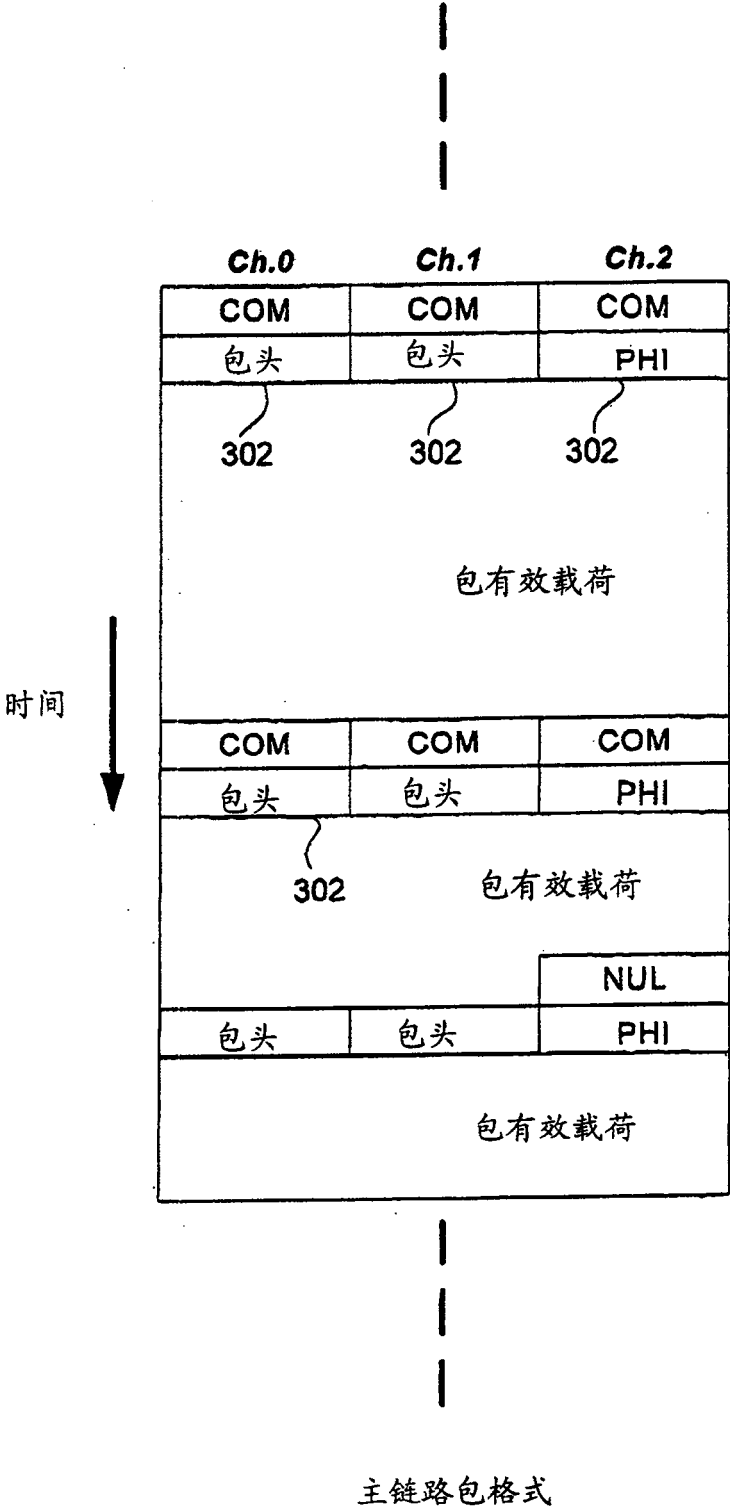 Ch.0 Ch.1 Ch.2
COM COM COM
包头 包头 PHI
302 302 302
包有效载荷
时间
COM COM COM
包头 包头 PHI
302 包有效载荷
NUL
包头 包头 PHI
包有效载荷
主链路包格式